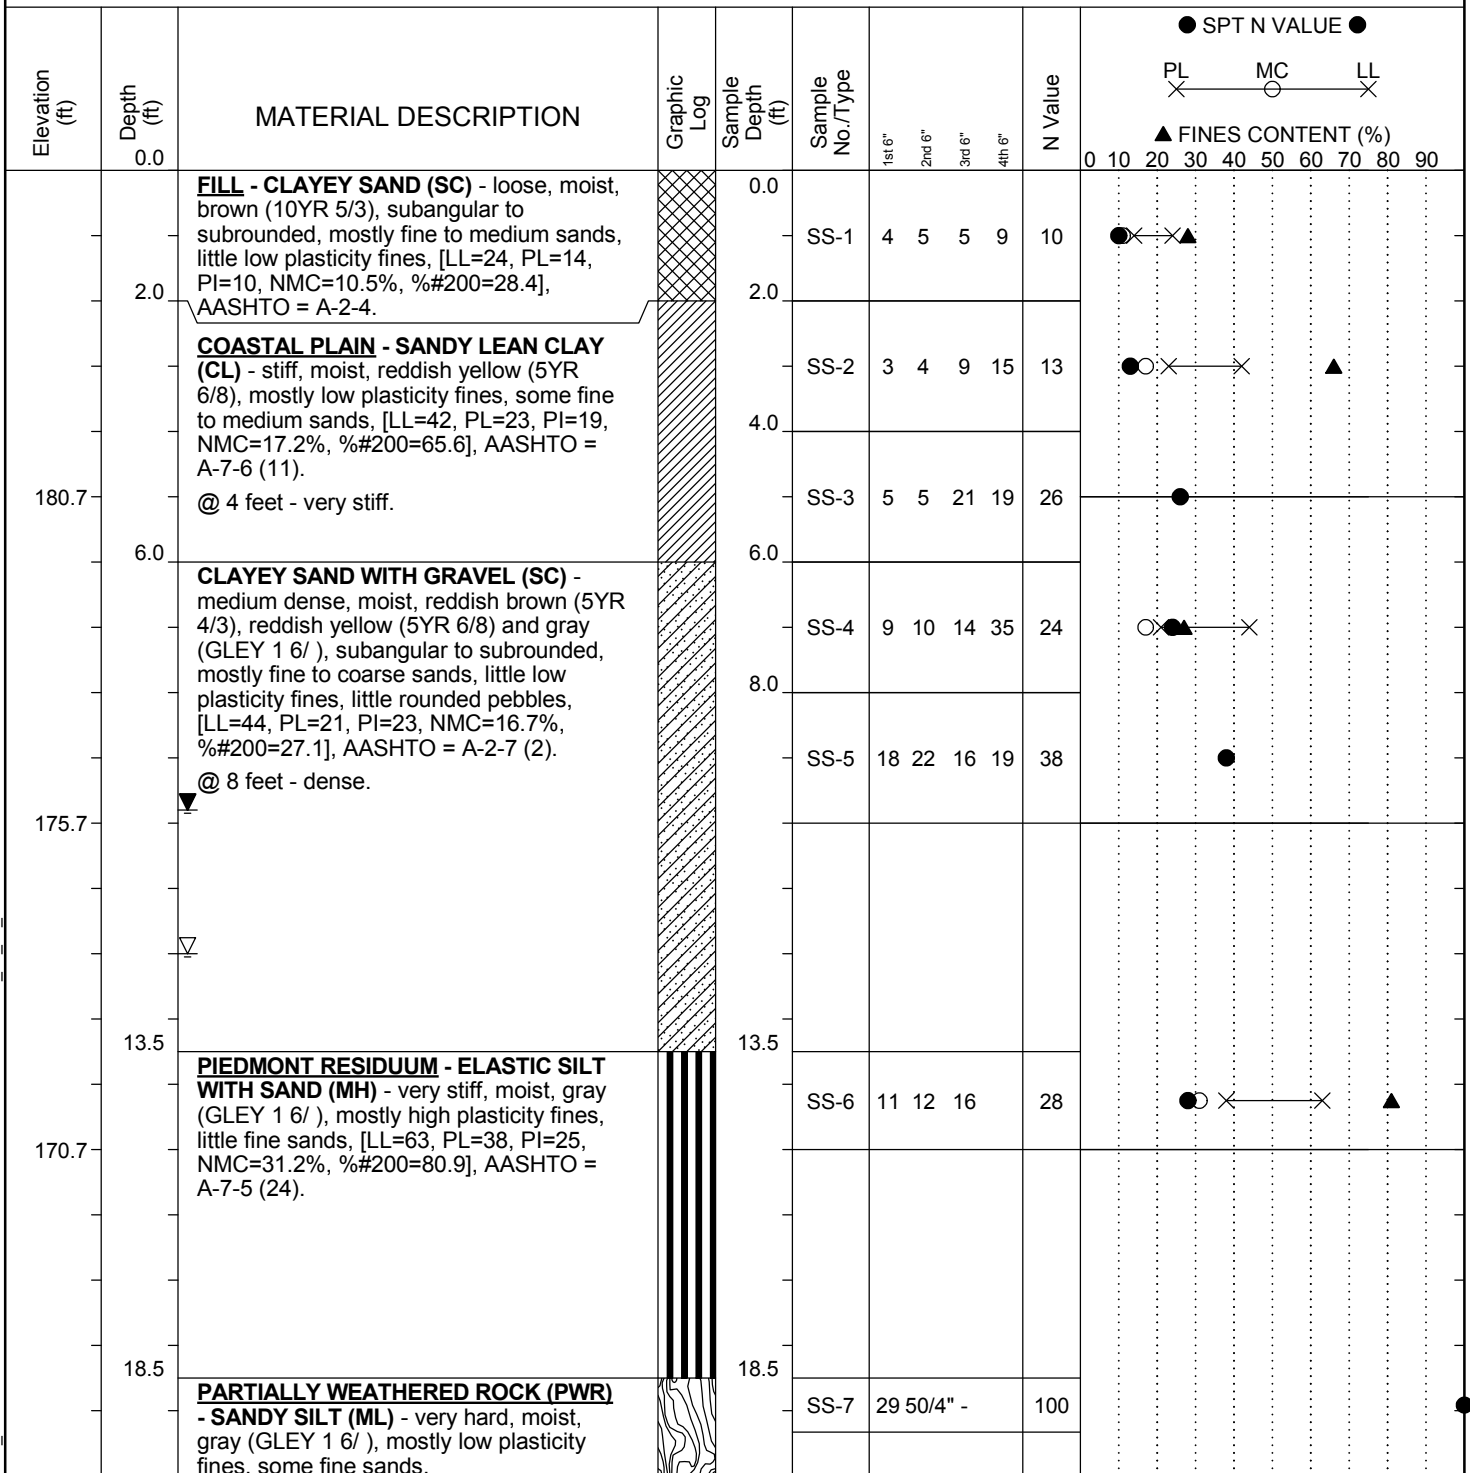 ● SPT N VALUE ●
PL MC LL
▲ FINES CONTENT (%)
0 10 20 30 40 50 60 70 80 90
Elevation
(ft)
Depth
(ft)
0.0
MATERIAL DESCRIPTION
Graphic
Log
Sample
Depth
(ft)
Sample
No./Type
1st 6"
2nd 6"
3rd 6"
4th 6"
N Value
FILL - CLAYEY SAND (SC) - loose, moist,
brown (10YR 5/3), subangular to
subrounded, mostly fine to medium sands,
little low plasticity fines, [LL=24, PL=14,
PI=10, NMC=10.5%, %#200=28.4],
AASHTO = A-2-4.
0.0
SS-1 4 5 5 9 10
2.0
2.0
COASTAL PLAIN - SANDY LEAN CLAY
(CL) - stiff, moist, reddish yellow (5YR
6/8), mostly low plasticity fines, some fine
to medium sands, [LL=42, PL=23, PI=19,
NMC=17.2%, %#200=65.6], AASHTO =
A-7-6 (11).
@ 4 feet - very stiff.
SS-2 3 4 9 15 13
4.0
180.7
SS-3 5 5 21 19 26
6.0
6.0
CLAYEY SAND WITH GRAVEL (SC) -
medium dense, moist, reddish brown (5YR
4/3), reddish yellow (5YR 6/8) and gray
(GLEY 1 6/ ), subangular to subrounded,
mostly fine to coarse sands, little low
plasticity fines, little rounded pebbles,
[LL=44, PL=21, PI=23, NMC=16.7%,
%#200=27.1], AASHTO = A-2-7 (2).
@ 8 feet - dense.
SS-4 9 10 14 35 24
8.0
SS-5 18 22 16 19 38
175.7
13.5
13.5
PIEDMONT RESIDUUM - ELASTIC SILT
WITH SAND (MH) - very stiff, moist, gray
(GLEY 1 6/ ), mostly high plasticity fines,
little fine sands, [LL=63, PL=38, PI=25,
NMC=31.2%, %#200=80.9], AASHTO =
A-7-5 (24).
SS-6 11 12 16 28
170.7
18.5
18.5
PARTIALLY WEATHERED ROCK (PWR)
- SANDY SILT (ML) - very hard, moist,
gray (GLEY 1 6/ ), mostly low plasticity
fines, some fine sands.
SS-7 29 50/4" - 100